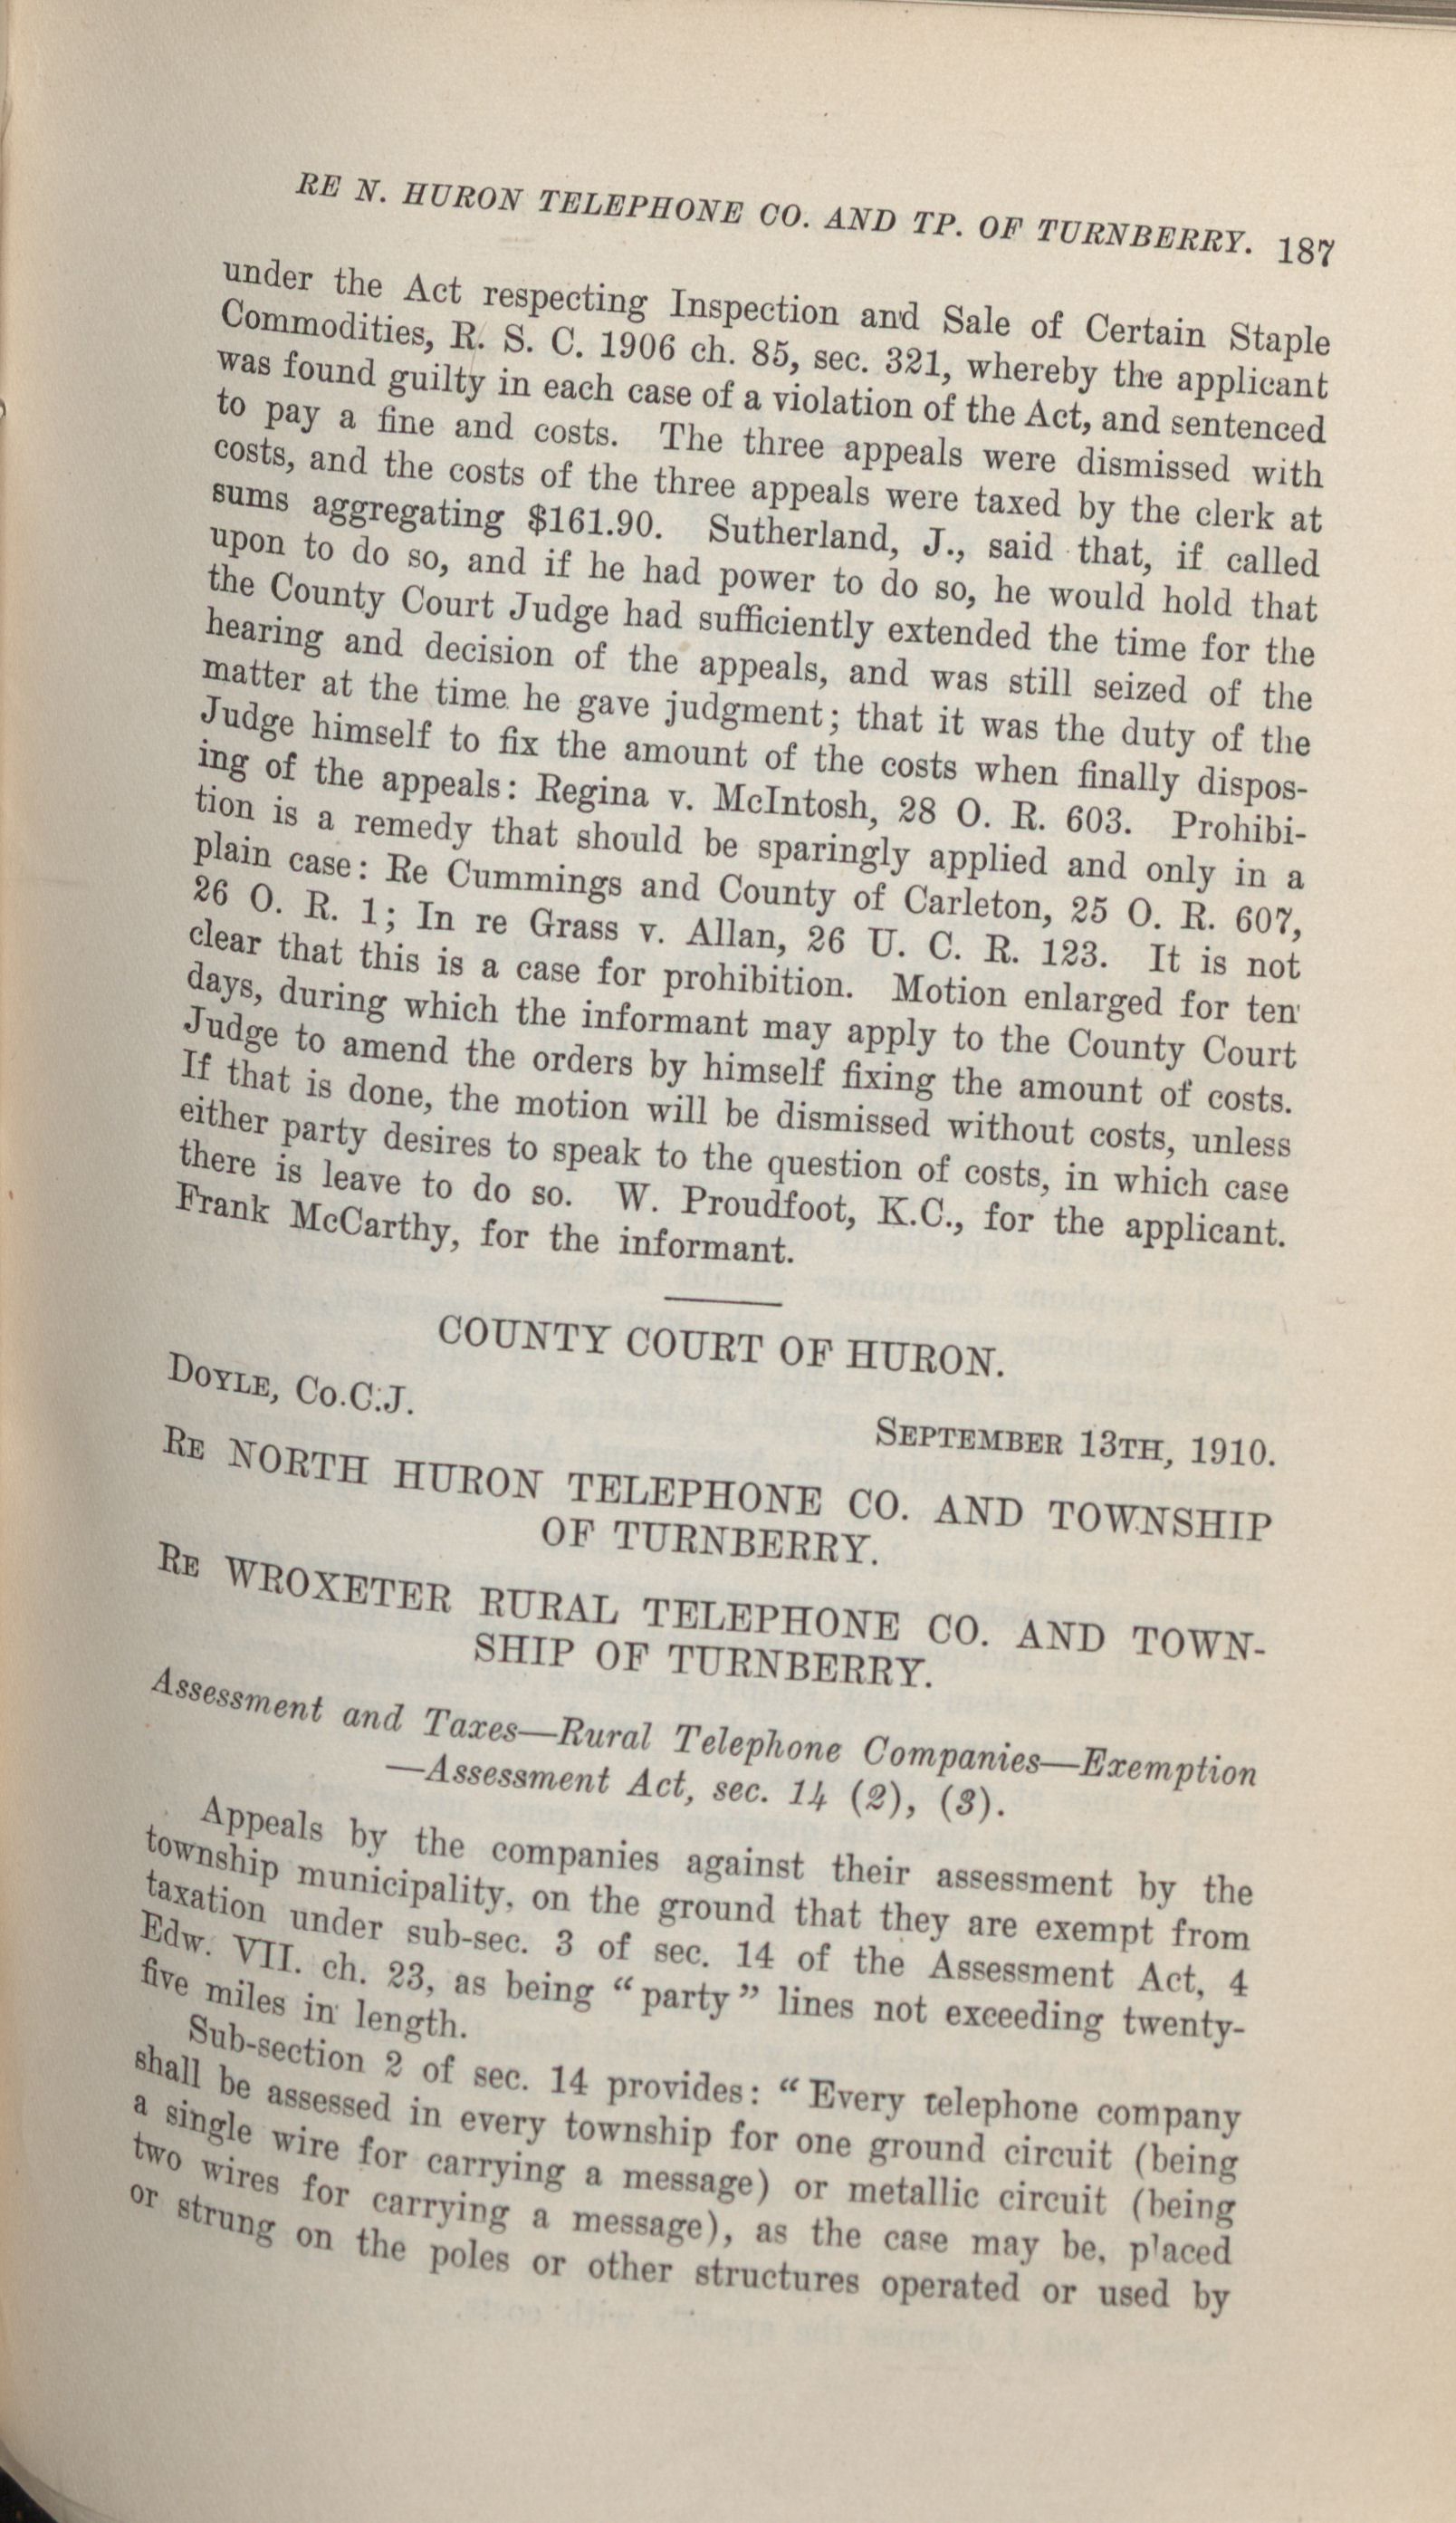 RE N. HURON TELEPHONE CO. AND TP. OF TURNBERRY. 187
under the Act respecting Inspection and Sale of Certain Staple
Commodities, R. S. C. 1906 ch. 85, sec. 321, whereby the applicant
was found guilty in each case of a violation of the Act, and sentenced
to pay a fine and costs. The three appeals were dismissed with
costs, and the costs of the three appeals were taxed by the clerk at
sums aggregating $161.90. Sutherland, J., said that, if called
upon to do so, and if he had power to do so, he would hold that
the County Court Judge had sufficiently extended the time for the
hearing and decision of the appeals, and was still seized of the
matter at the time he gave judgment; that it was the duty of the
Judge himself to fix the amount of the costs when finally dispos-
ing of the appeals: Regina v. McIntosh, 28 O. R. 603. Prohibi-
tion is a remedy that should be sparingly applied and only in a
plain case: Re Cummings and County of Carleton, 25 O. R. 607,
26 O. R. 1; In re Grass v. Allan, 26 U. C. R. 123. It is not
clear that this is a case for prohibition. Motion enlarged for ten
days, during which the informant may apply to the County Court
Judge to amend the orders by himself fixing the amount of costs.
If that is done, the motion will be dismissed without costs, unless
either party desires to speak to the question of costs, in which case
there is leave to do so. W. Proudfoot, K.C., for the applicant.
Frank McCarthy, for the informant.
COUNTY COURT OF HURON.
DOYLE, CO.C.J.
SEPTEMBER 13TH, 1910.
RE NORTH HURON TELEPHONE CO. AND TOWNSHIP
OF TURNBERRY.
RE WROXETER RURAL TELEPHONE CO. AND TOWN-
SHIP OF TURNBERRY.
Assessment and Taxes—Rural Telephone Companies—Exemption
—Assessment Act, sec. 14 (2), (3).
Appeals by the companies against their assessment by the
township municipality, on the ground that they are exempt from
taxation under sub-sec. 3 of sec. 14 of the Assessment Act, 4
Edw. VII. ch. 23, as being "party" lines not exceeding twenty-
five miles in length.
Sub-section 2 of sec. 14 provides: "Every telephone company
shall be assessed in every township for one ground circuit (being
a single wire for carrying a message) or metallic circuit (being
two wires for carrying a message), as the case may be, placed
or strung on the poles or other structures operated or used by